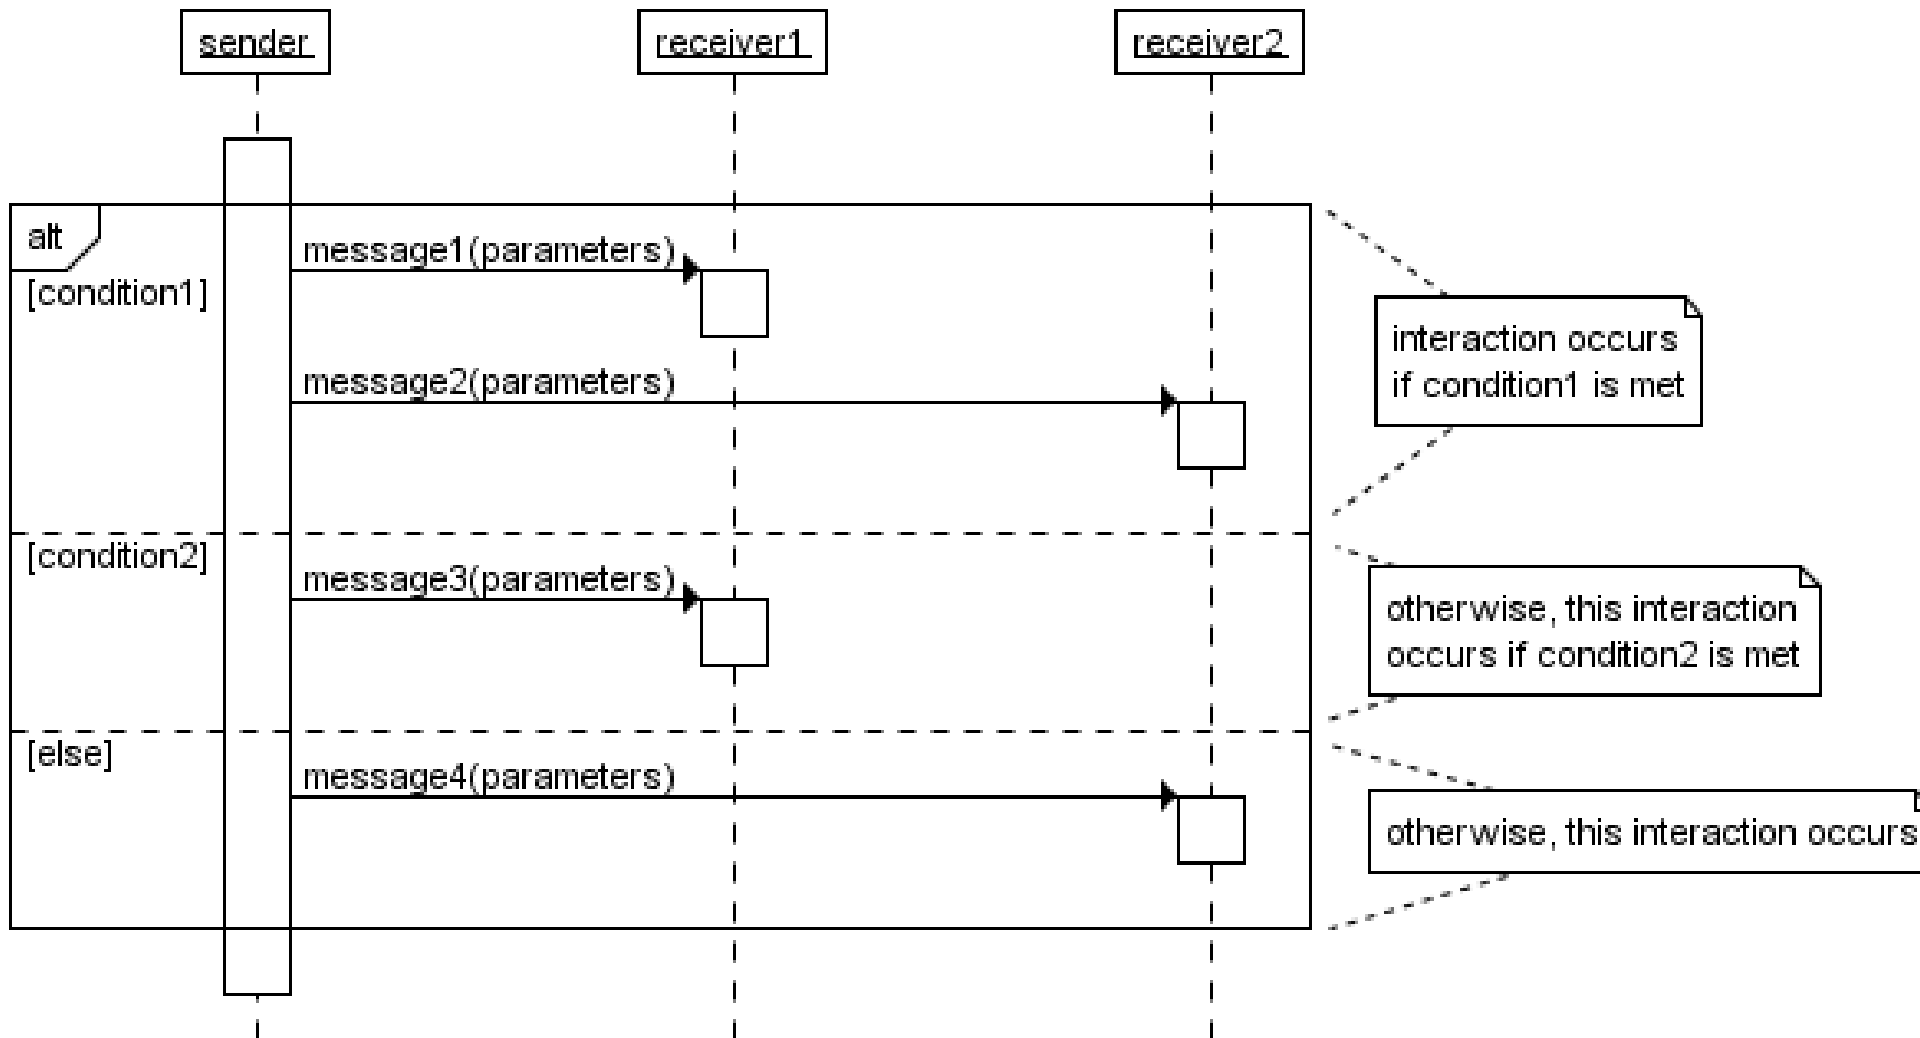 sender
receiver1
receiver2
alt
message1(parameters)
[condition1]
interaction occurs
if condition1 is met
message2(parameters)
[condition2]
message3(parameters)
otherwise, this interaction
occurs if condition2 is met
[else]
message4(parameters)
otherwise, this interaction occurs